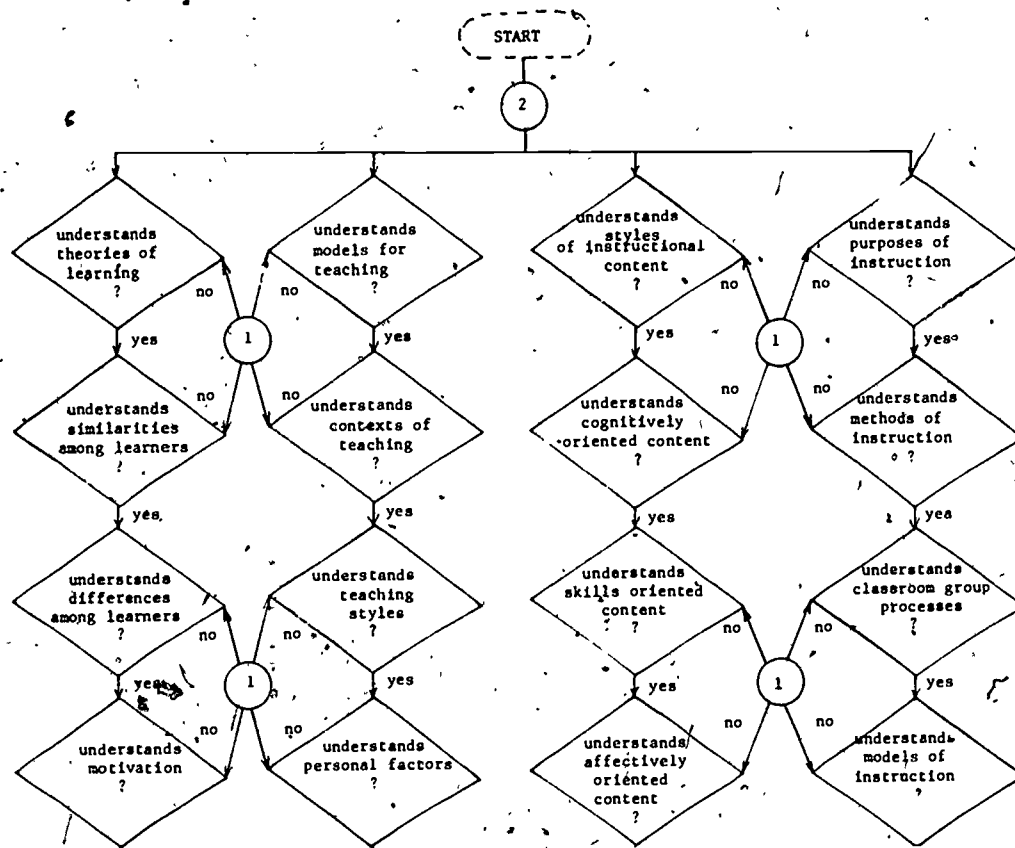 START
2
understands
theories of
learning
?
understands
models for
teaching
?
understands
styles
of instructional
content
?
understands
purposes of
instruction
?
no
no
no
no
1
1
yes
yes
yes
yes
no
no
no
no
understands
similarities
among learners
?
understands
contexts of
teaching
?
understands
cognitively
oriented content
?
understands
methods of
instruction
?
yes
yes
yes
yea
understands
differences
among learners
?
understands
teaching
styles
?
understands
skills oriented
content
?
understands
classroom group
processes
?
no
no
no
no
1
1
yes
yes
yes
yes
no
no
no
no
understands
motivation
?
understands
personal factors
?
understands
affectively
oriented
content
?
understands
models of
instruction
?